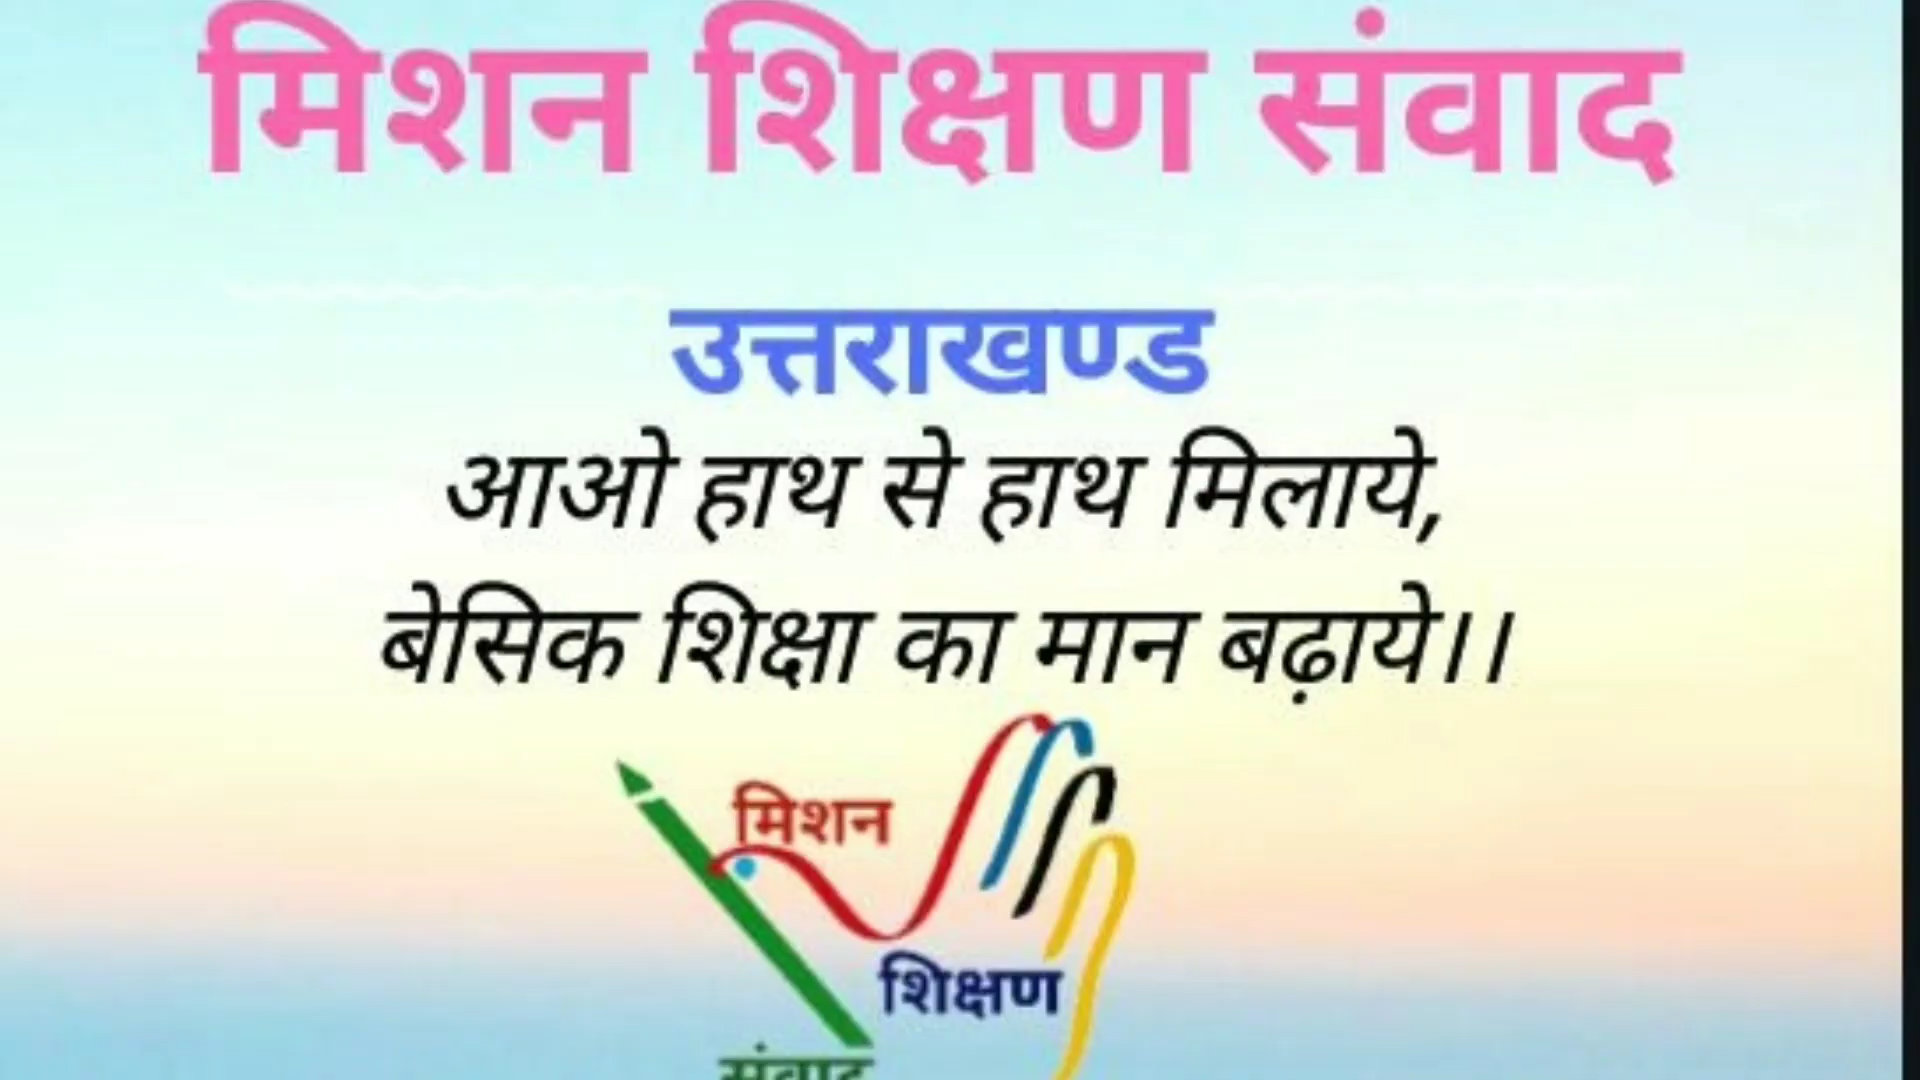 मिशन शिक्षण संवाद
उत्तराखण्ड
आओ हाथ से हाथ मिलाये,
बेसिक शिक्षा का मान बढ़ाये।।
मिशन
शिक्षण
संवाद